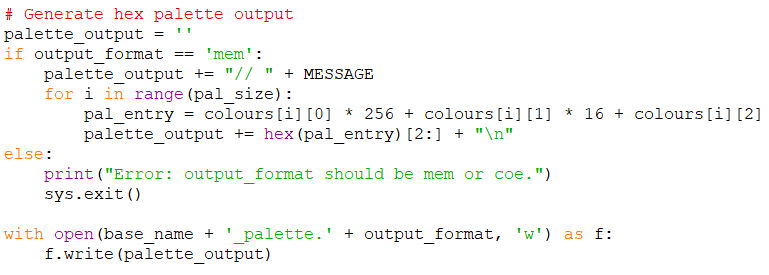 # Generate hex palette output
palette_output = ''
if output_format == 'mem':
    palette_output += "// " + MESSAGE
    for i in range(pal_size):
        pal_entry = colours[i][0] * 256 + colours[i][1] * 16 + colours[i][2]
        palette_output += hex(pal_entry)[2:] + "\n"
else:
    print("Error: output_format should be mem or coe.")
    sys.exit()

with open(base_name + '_palette.' + output_format, 'w') as f:
    f.write(palette_output)